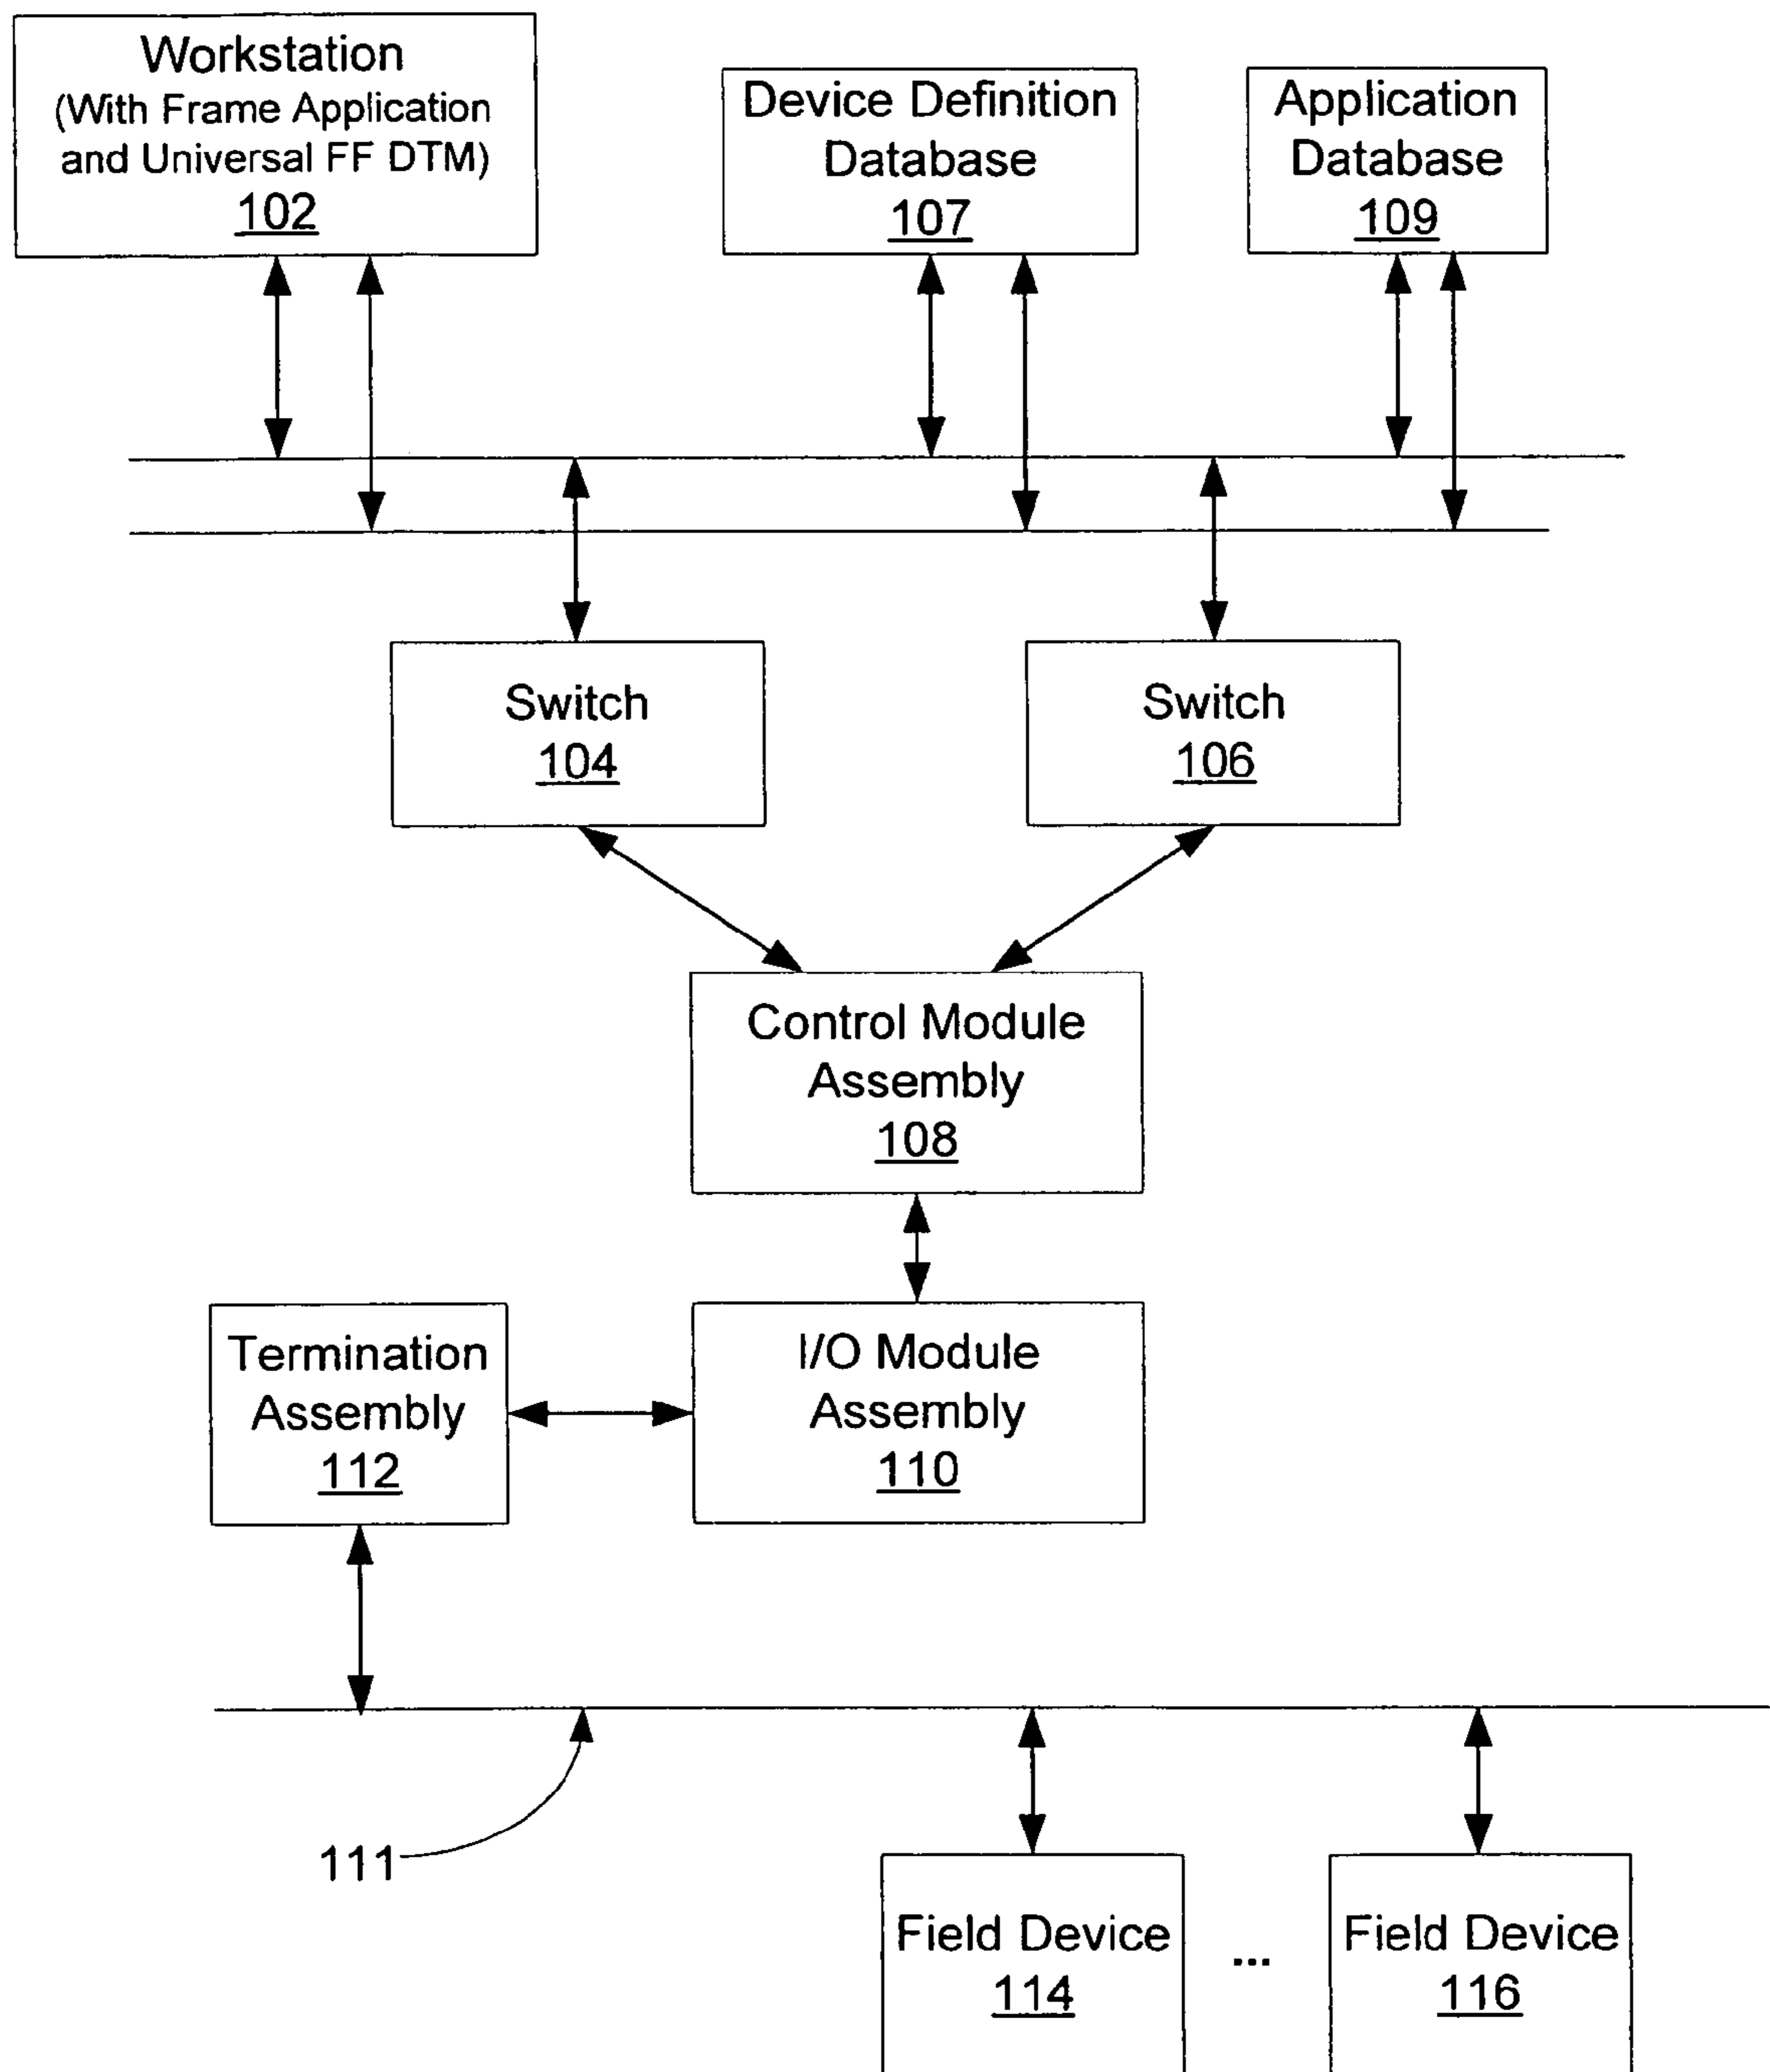 Workstation
(With Frame Application
and Universal FF DTM)
102
Device Definition
Database
107
Application
Database
109
Switch
104
Switch
106
Control Module
Assembly
108
Termination
Assembly
112
I/O Module
Assembly
110
111
Field Device
114
...
Field Device
116